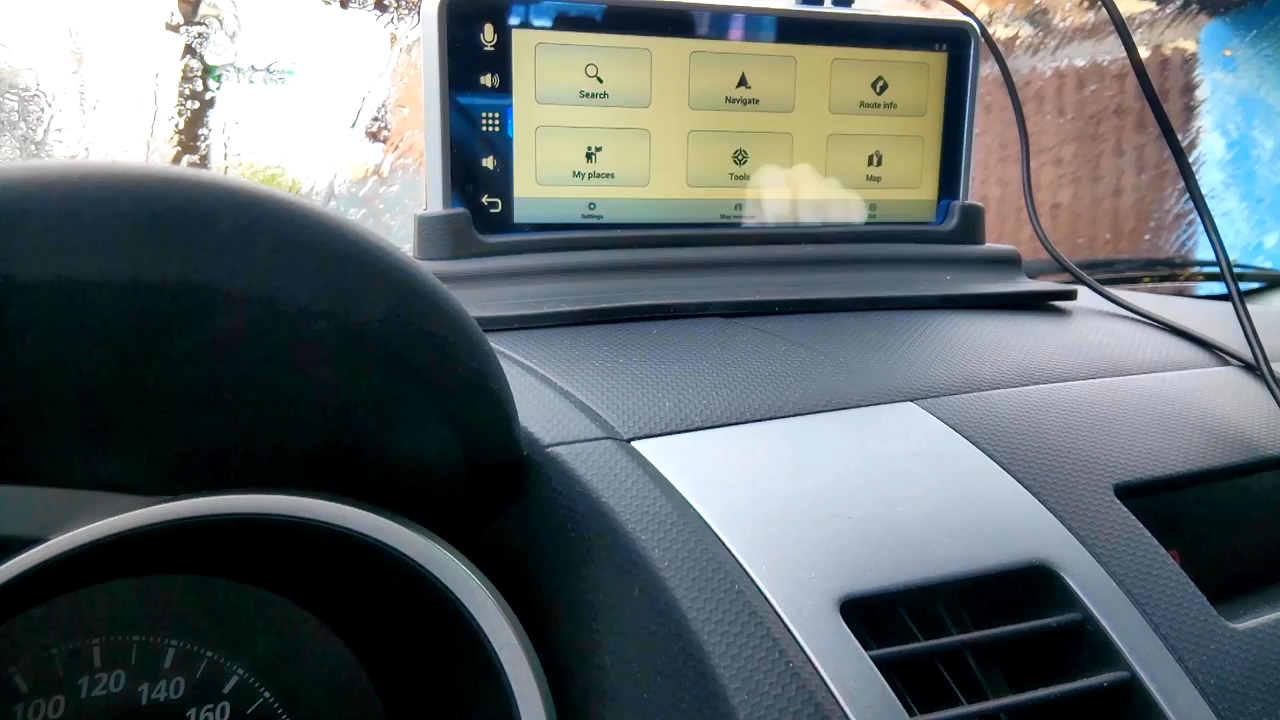 Search
Navigate
Route info
My places
Tools
Map
Settings
100
120
140
160